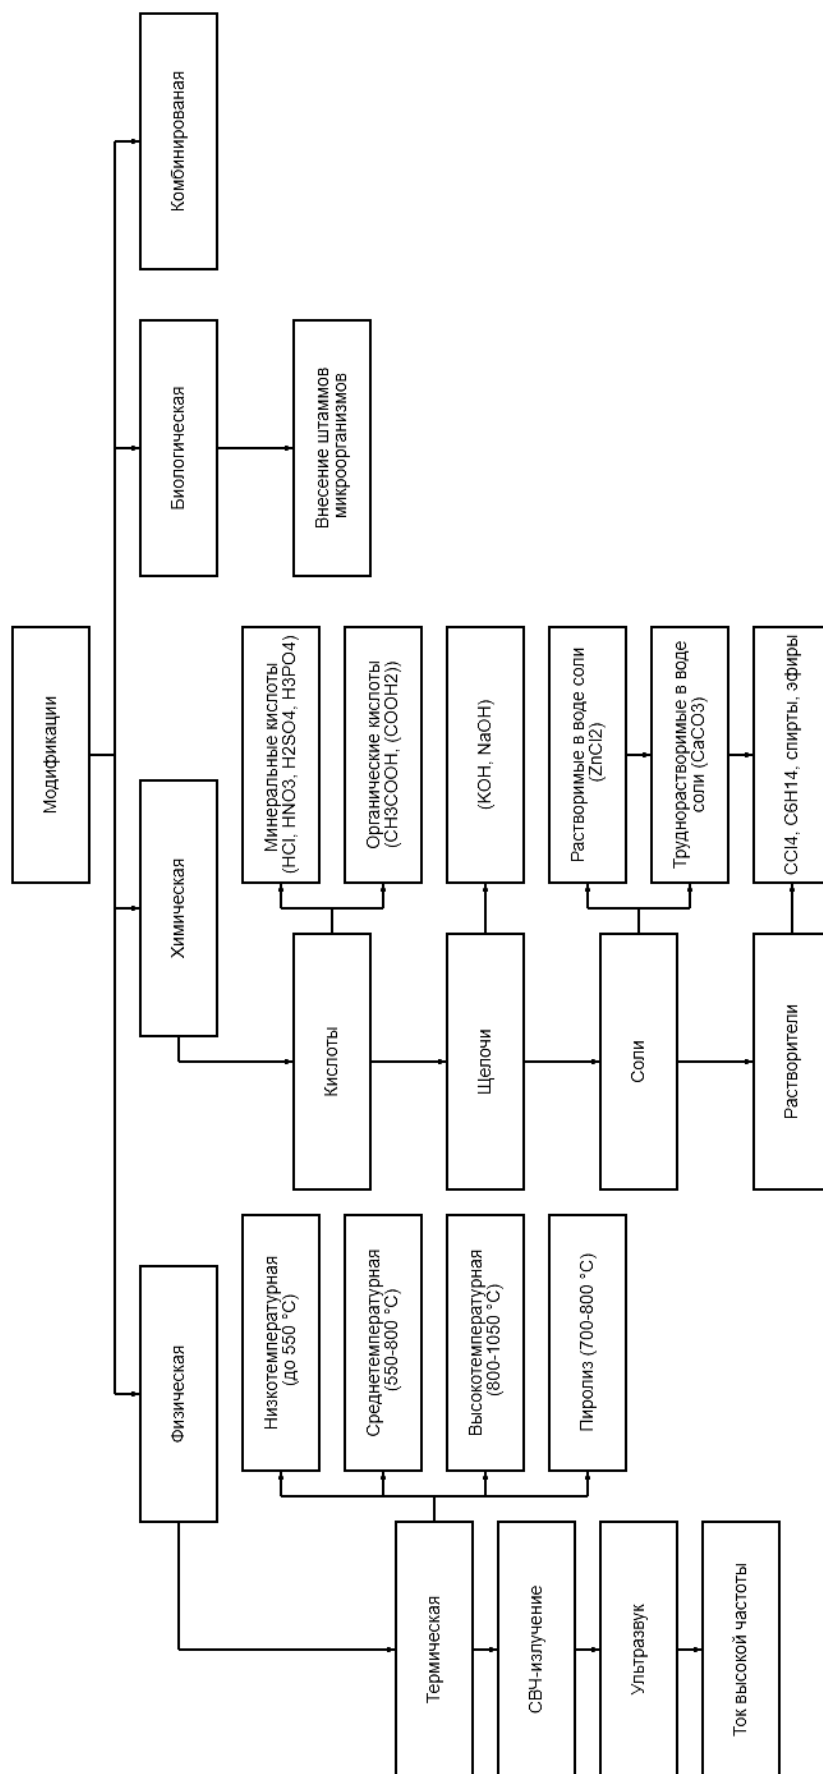 Модификации
Физическая
Химическая
Биологическая
Комбинированая
Термическая
СВЧ-излучение
Ультразвук
Ток высокой частоты
Низкотемпературная
(до 550 °C)
Среднетемпературная
(550-800 °C)
Высокотемпературная
(800-1050 °C)
Пиролиз (700-800 °C)
Кислоты
Щелочи
Соли
Растворители
Минеральные кислоты
(HCl, HNO3, H2SO4, H3PO4)
Органические кислоты
(CH3COOH, (COOH2))
(KOH, NaOH)
Растворимые в воде соли
(ZnCl2)
Труднорастворимые в воде
соли (CaCO3)
CCl4, C6H14, спирты, эфиры
Внесение штаммов
микроорганизмов